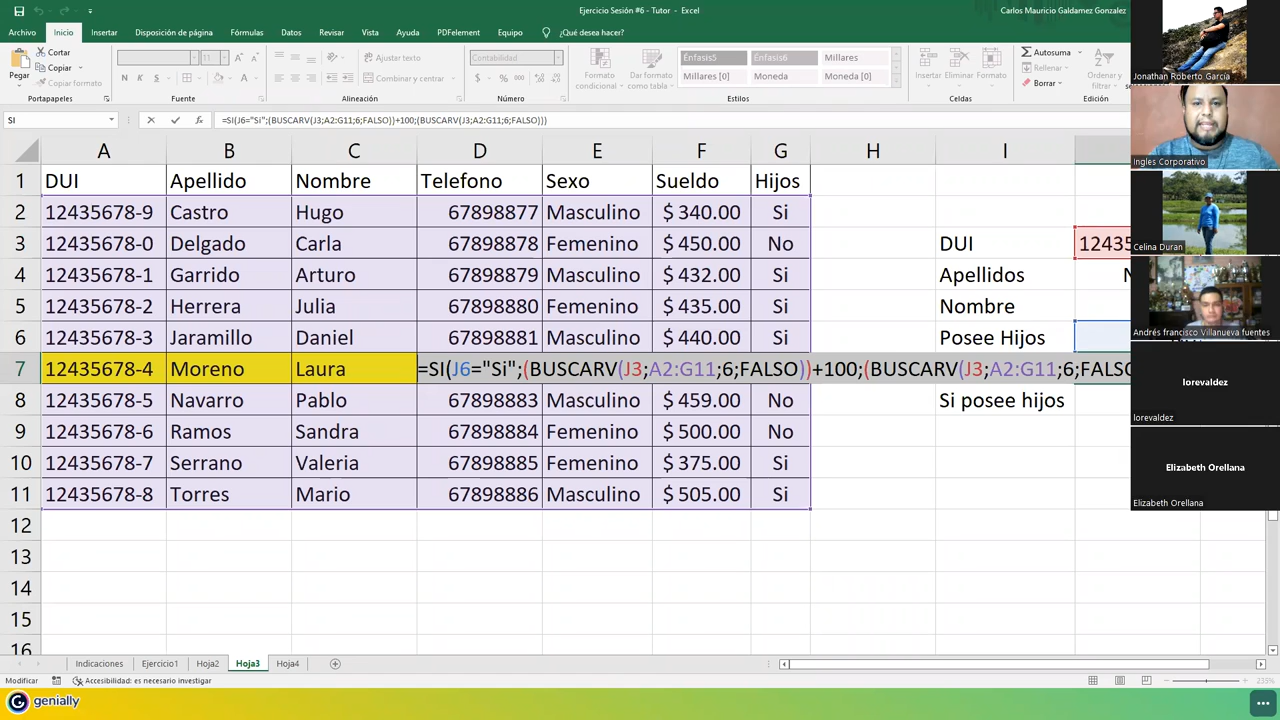 Ejercicio Sesión #6 - Tutor - Excel
Carlos Mauricio Galdamez Gonzalez
Archivo Inicio Insertar Disposición de página Fórmulas Datos Revisar Vista Ayuda PDFelement Equipo ¿Qué desea hacer?
Pegar
Cortar
Copiar
Copiar formato
Portapapeles
11
N K S
Fuente
Ajustar texto
Combinar y centrar
Alineación
Contabilidad
$ % 000
Número
Formato condicional
Dar formato como tabla
Énfasis5 Énfasis6 Millares
Millares [0] Moneda Moneda [0]
Estilos
Insertar Eliminar Formato
Celdas
Autosuma
Rellenar
Borrar
Ordenar y filtrar
Edición
SI
fx
=SI(J6="Si";(BUSCARV(J3;A2:G11;6;FALSO))+100;(BUSCARV(J3;A2:G11;6;FALSO)))
A B C D E F G H I
1 DUI Apellido Nombre Telefono Sexo Sueldo Hijos
2 12435678-9 Castro Hugo 67898877 Masculino $ 340.00 Si
3 12435678-0 Delgado Carla 67898878 Femenino $ 450.00 No DUI 12435
4 12435678-1 Garrido Arturo 67898879 Masculino $ 432.00 Si Apellidos
5 12435678-2 Herrera Julia 67898880 Femenino $ 435.00 Si Nombre
6 12435678-3 Jaramillo Daniel 67898881 Masculino $ 440.00 Si Posee Hijos
7 12435678-4 Moreno Laura =SI(J6="Si";(BUSCARV(J3;A2:G11;6;FALSO))+100;(BUSCARV(J3;A2:G11;6;FALSO
8 12435678-5 Navarro Pablo 67898883 Masculino $ 459.00 No Si posee hijos
9 12435678-6 Ramos Sandra 67898884 Femenino $ 500.00 No
10 12435678-7 Serrano Valeria 67898885 Femenino $ 375.00 Si
11 12435678-8 Torres Mario 67898886 Masculino $ 505.00 Si
12
13
14
15
16
Indicaciones Ejercicio1 Hoja2 Hoja3 Hoja4
Modificar Accesibilidad: es necesario investigar
235%
genially
Jonathan Roberto García
Ingles Corporativo
Celina Duran
Andrés francisco Villanueva fuentes
lorevaldez
lorevaldez
Elizabeth Orellana
Elizabeth Orellana